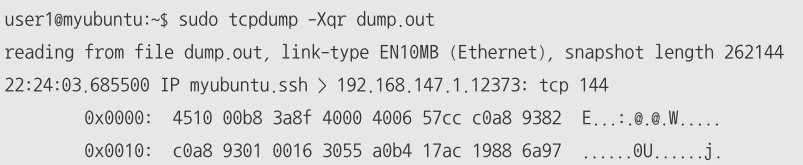 user1@myubuntu:~$ sudo tcpdump -Xqr dump.out
reading from file dump.out, link-type EN10MB (Ethernet), snapshot length 262144
22:24:03.685500 IP myubuntu.ssh > 192.168.147.1.12373: tcp 144
0x0000: 4510 00b8 3a8f 4000 4006 57cc c0a8 9382 E...:.@.@.W.....
0x0010: c0a8 9301 0016 3055 a0b4 17ac 1988 6a97 ......0U......j.